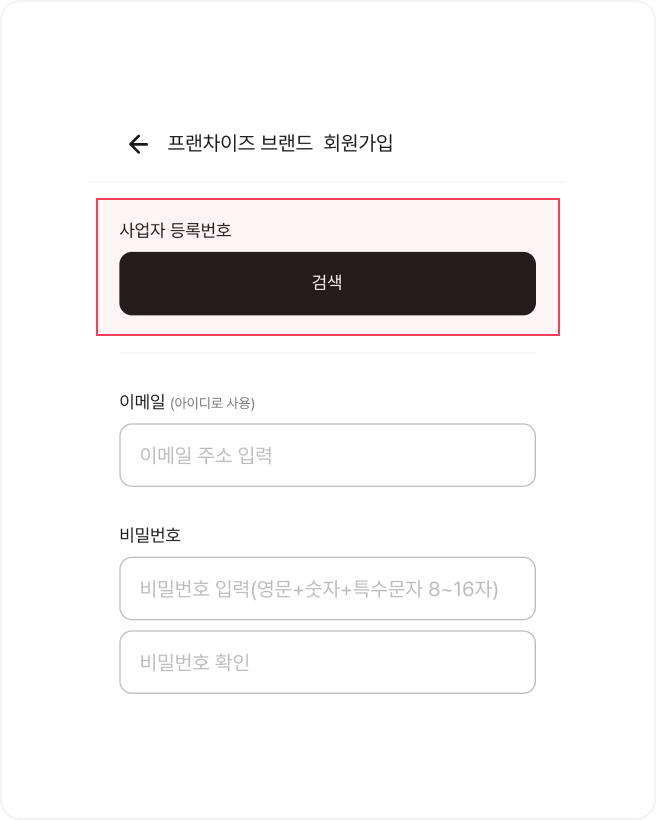 프랜차이즈 브랜드 회원가입
사업자 등록번호
검색
이메일 (아이디로 사용)
이메일 주소 입력
비밀번호
비밀번호 입력(영문+숫자+특수문자 8~16자)
비밀번호 확인